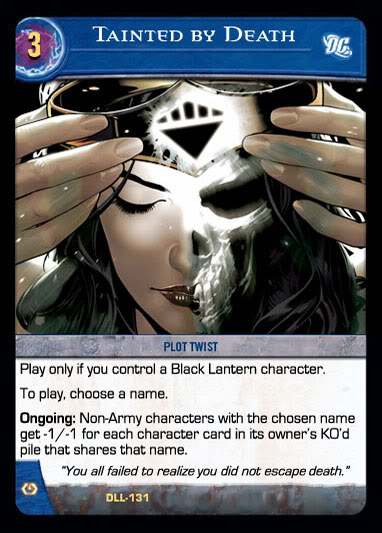 3
TAINTED BY DEATH
DC
PLOT TWIST
Play only if you control a Black Lantern character.
To play, choose a name.
Ongoing: Non-Army characters with the chosen name
get -1/-1 for each character card in its owner's KO'd
pile that shares that name.
"You all failed to realize you did not escape death."
DLL-131